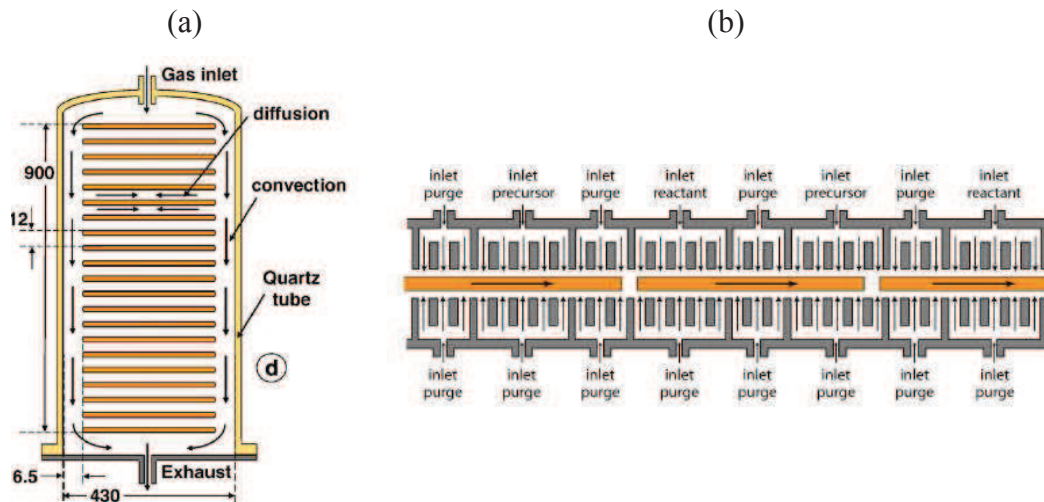 (a)
(b)
Gas inlet
diffusion
900
convection
12
Quartz
tube
d
Exhaust
6.5
430
inlet
purge
inlet
precursor
inlet
purge
inlet
reactant
inlet
purge
inlet
precursor
inlet
purge
inlet
reactant
inlet
purge
inlet
purge
inlet
purge
inlet
purge
inlet
purge
inlet
purge
inlet
purge
inlet
purge